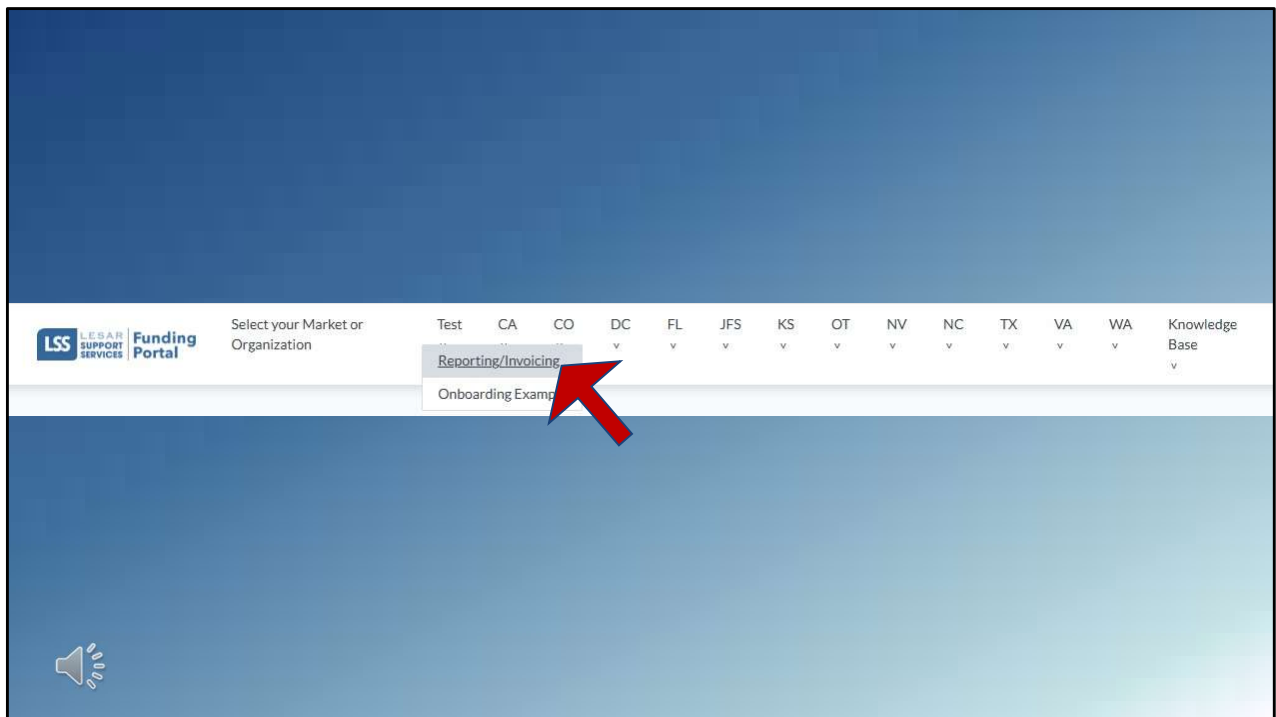 LSS LESAR SUPPORT SERVICES Funding Portal
Select your Market or
Organization
Test CA CO DC FL JFS KS OT NV NC TX VA WA Knowledge
Base
v v v v v v v v v v v
Reporting/Invoicing
Onboarding